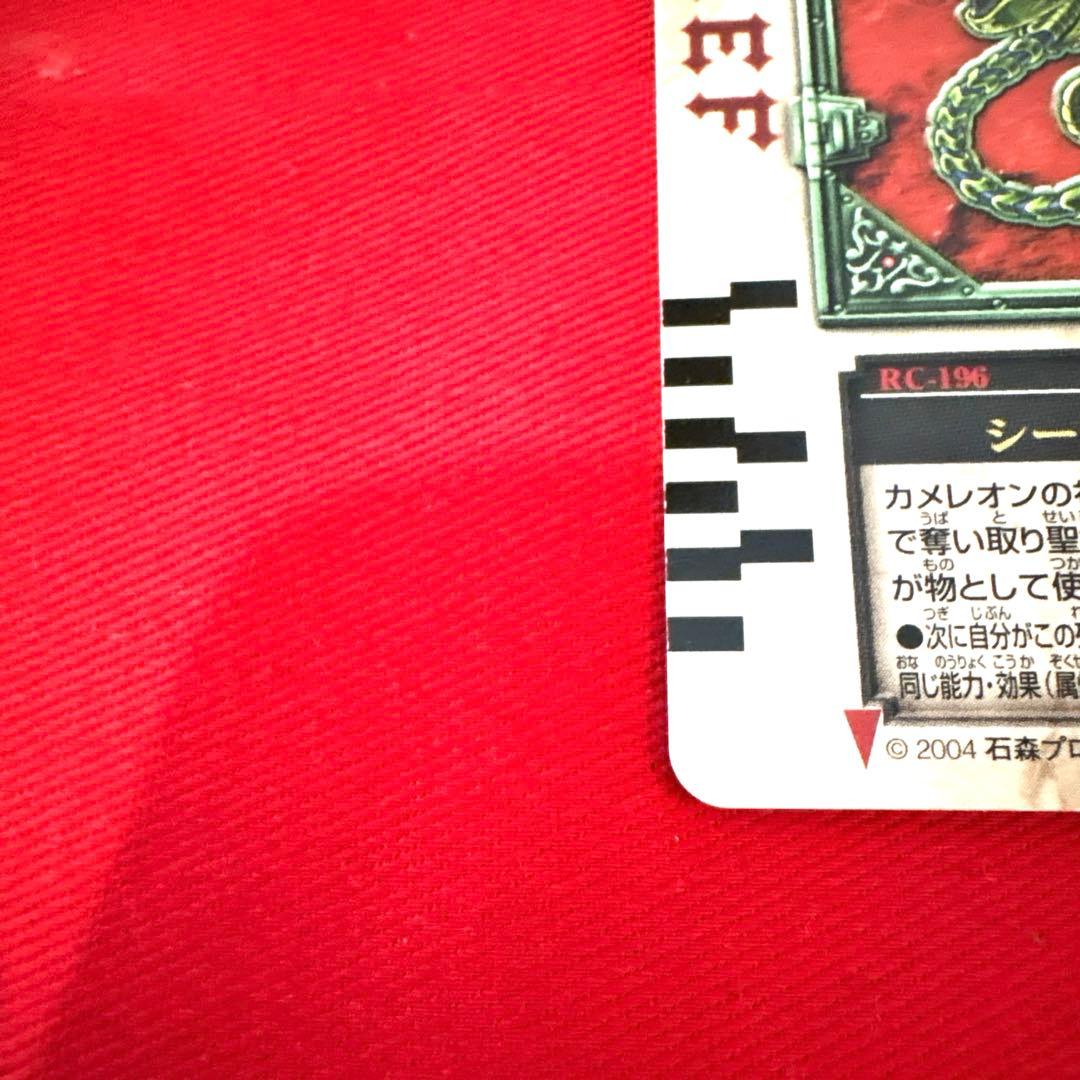 EF
RC-196
シー
カメレオンの
うば と せい
で奪い取り聖
もの つか
が物として使
つぎ じぶん
●次に自分がこの
おな のうりょく こうか ぞくせ
同じ能力・効果(属
© 2004 石森プロ